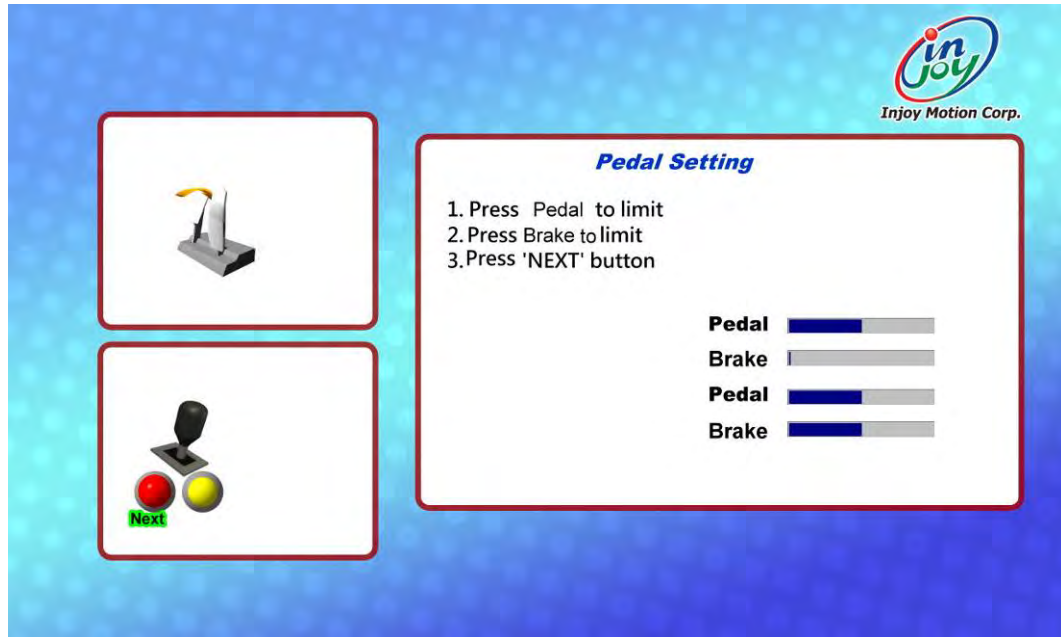 in
joy
Injoy Motion Corp.
Pedal Setting
1. Press Pedal to limit
2. Press Brake to limit
3. Press 'NEXT' button
Pedal
Brake
Pedal
Brake
Next